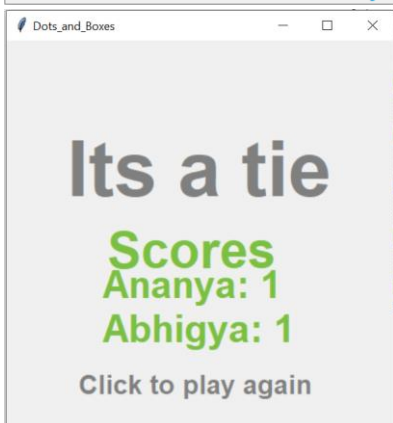 Dots_and_Boxes
Its a tie
Scores
Ananya: 1
Abhigya: 1
Click to play again